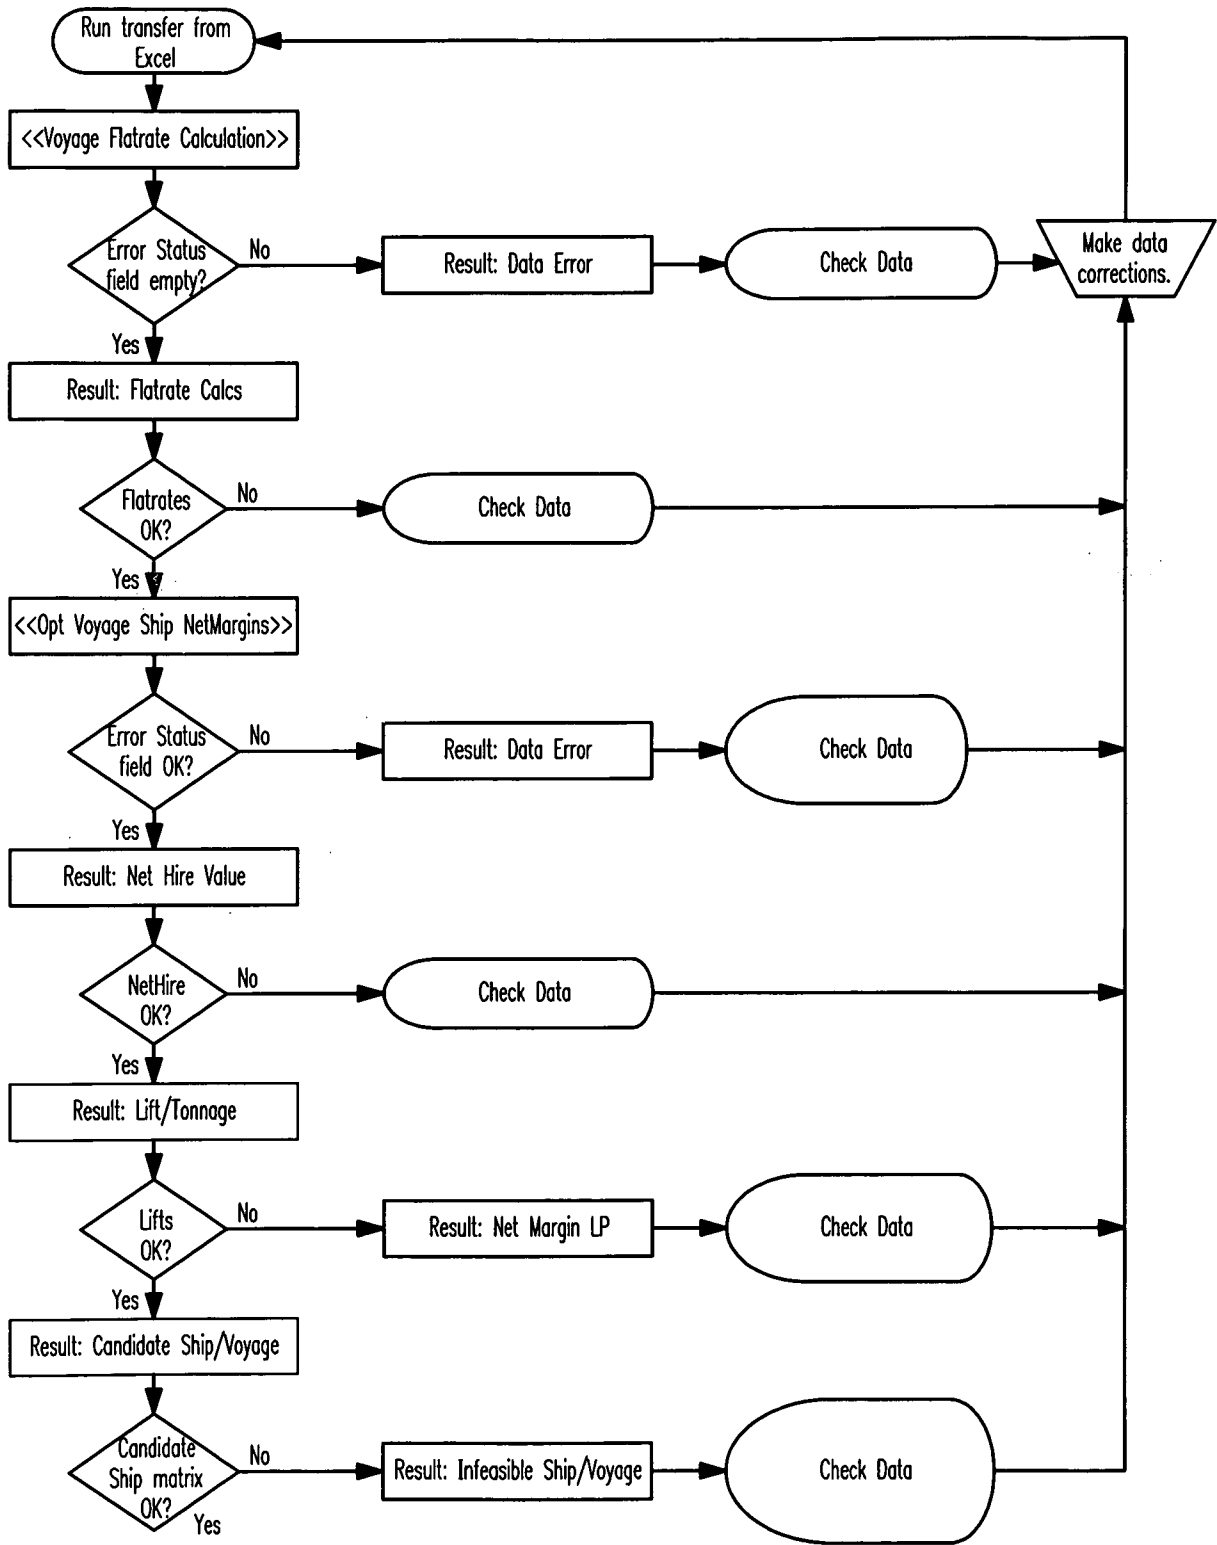 Run transfer from
Excel
<<Voyage Flatrate Calculation>>
Error Status
field empty?
No
Result: Data Error
Check Data
Make data
corrections.
Yes
Result: Flatrate Calcs
Flatrates
OK?
No
Check Data
Yes
<<Opt Voyage Ship NetMargins>>
Error Status
field OK?
No
Result: Data Error
Check Data
Yes
Result: Net Hire Value
NetHire
OK?
No
Check Data
Yes
Result: Lift/Tonnage
Lifts
OK?
No
Result: Net Margin LP
Check Data
Yes
Result: Candidate Ship/Voyage
Candidate
Ship matrix
OK?
No
Result: Infeasible Ship/Voyage
Check Data
Yes